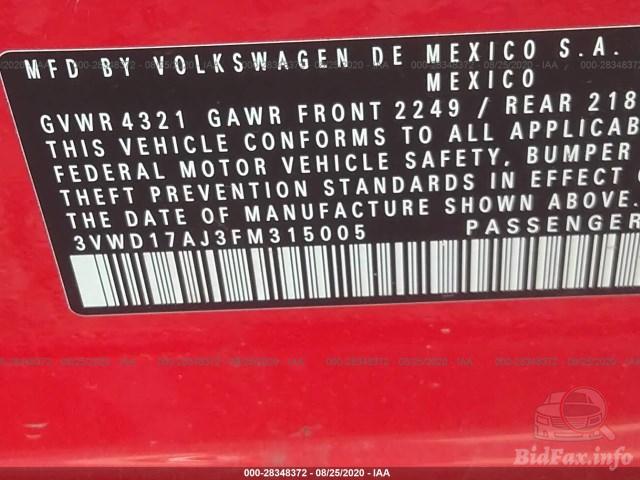 MFD BY VOLKSWAGEN DE MEXICO S.A.
MEXICO
GVWR 4321 GAWR FRONT 2249 / REAR 218
THIS VEHICLE CONFORMS TO ALL APPLICAB
FEDERAL MOTOR VEHICLE SAFETY, BUMPER
THEFT PREVENTION STANDARDS IN EFFECT
THE DATE OF MANUFACTURE SHOWN ABOVE.
3VWD17AJ3FM315005 PASSENGER
BidFax.info
000-28348372 - 08/25/2020 - IAA